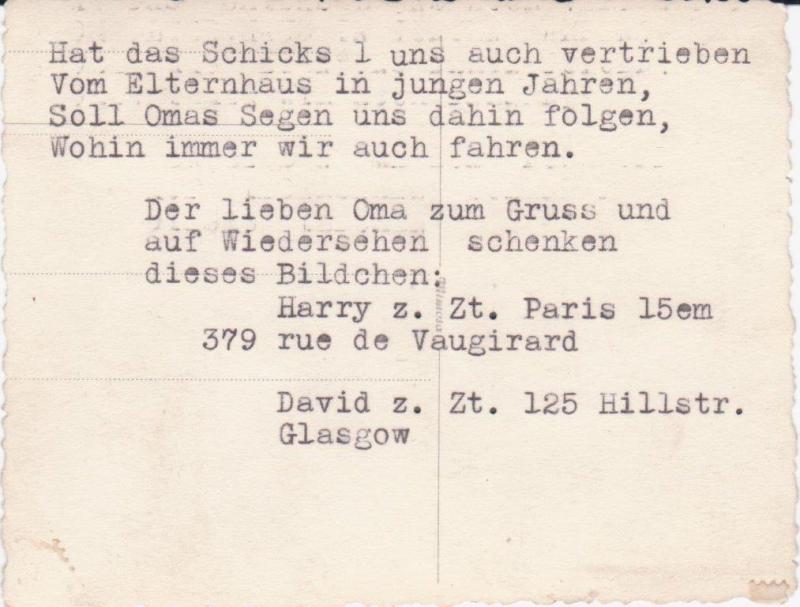 Hat das Schicks l uns auch vertrieben
Vom Elternhaus in jungen Jahren,
Soll Omas Segen uns dahin folgen,
Wohin immer wir auch fahren.
Der lieben Oma zum Gruss und
auf Wiedersehen schenken
dieses Bildchen:
Harry z. Zt. Paris 15em
379 rue de Vaugirard
David z. Zt. 125 Hillstr.
Glasgow